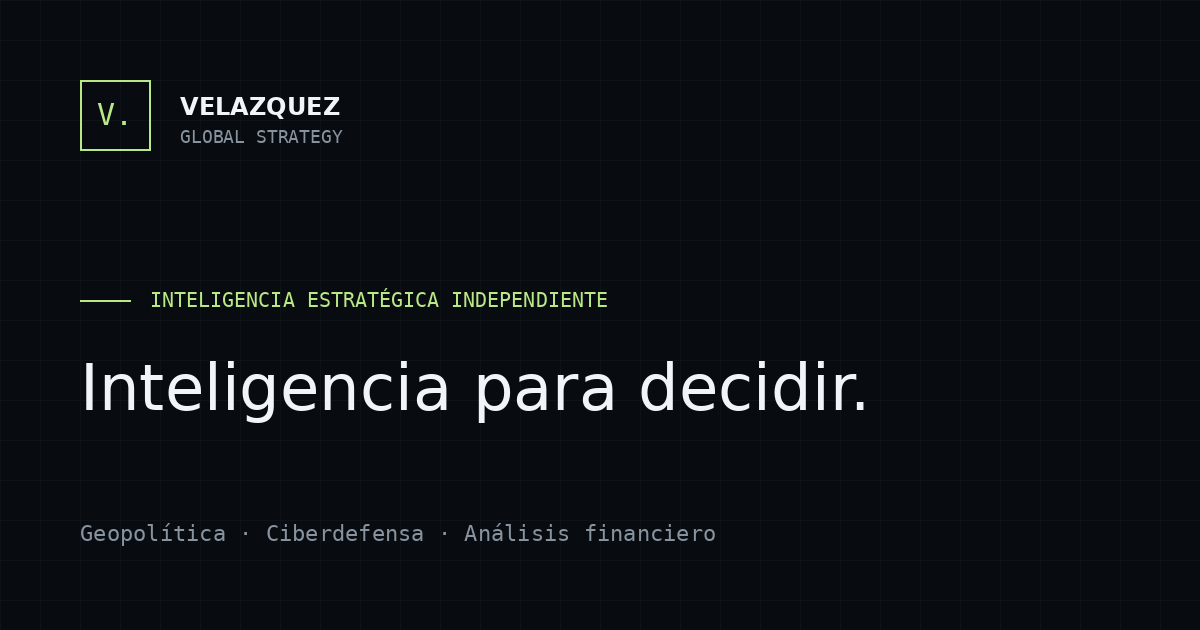 V.
VELAZQUEZ
GLOBAL STRATEGY
INTELIGENCIA ESTRATÉGICA INDEPENDIENTE
Inteligencia para decidir.
Geopolítica · Ciberdefensa · Análisis financiero